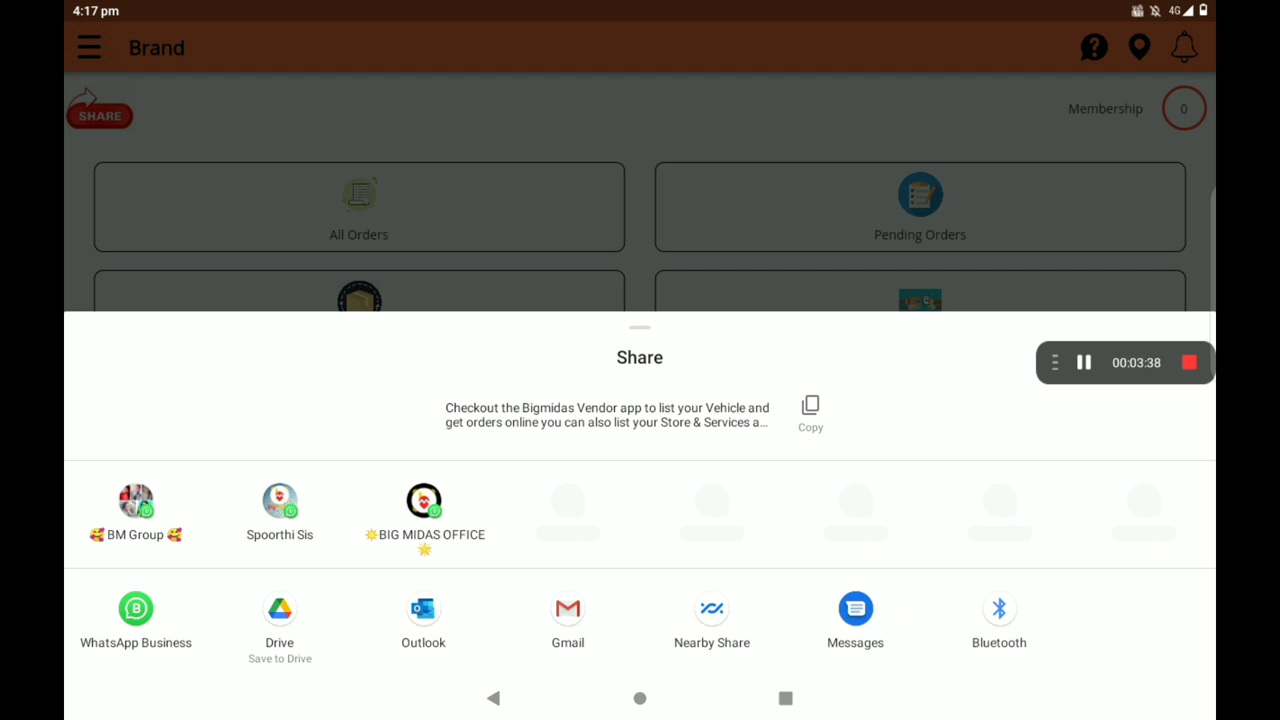 4:17 pm
4G
Brand
SHARE
Membership
0
All Orders
Pending Orders
Share
00:03:38
Checkout the Bigmidas Vendor app to list your Vehicle and
get orders online you can also list your Store & Services a...
Copy
🥰 BM Group 🥰
Spoorthi Sis
🌟BIG MIDAS OFFICE
🌟
WhatsApp Business
Drive
Save to Drive
Outlook
Gmail
Nearby Share
Messages
Bluetooth